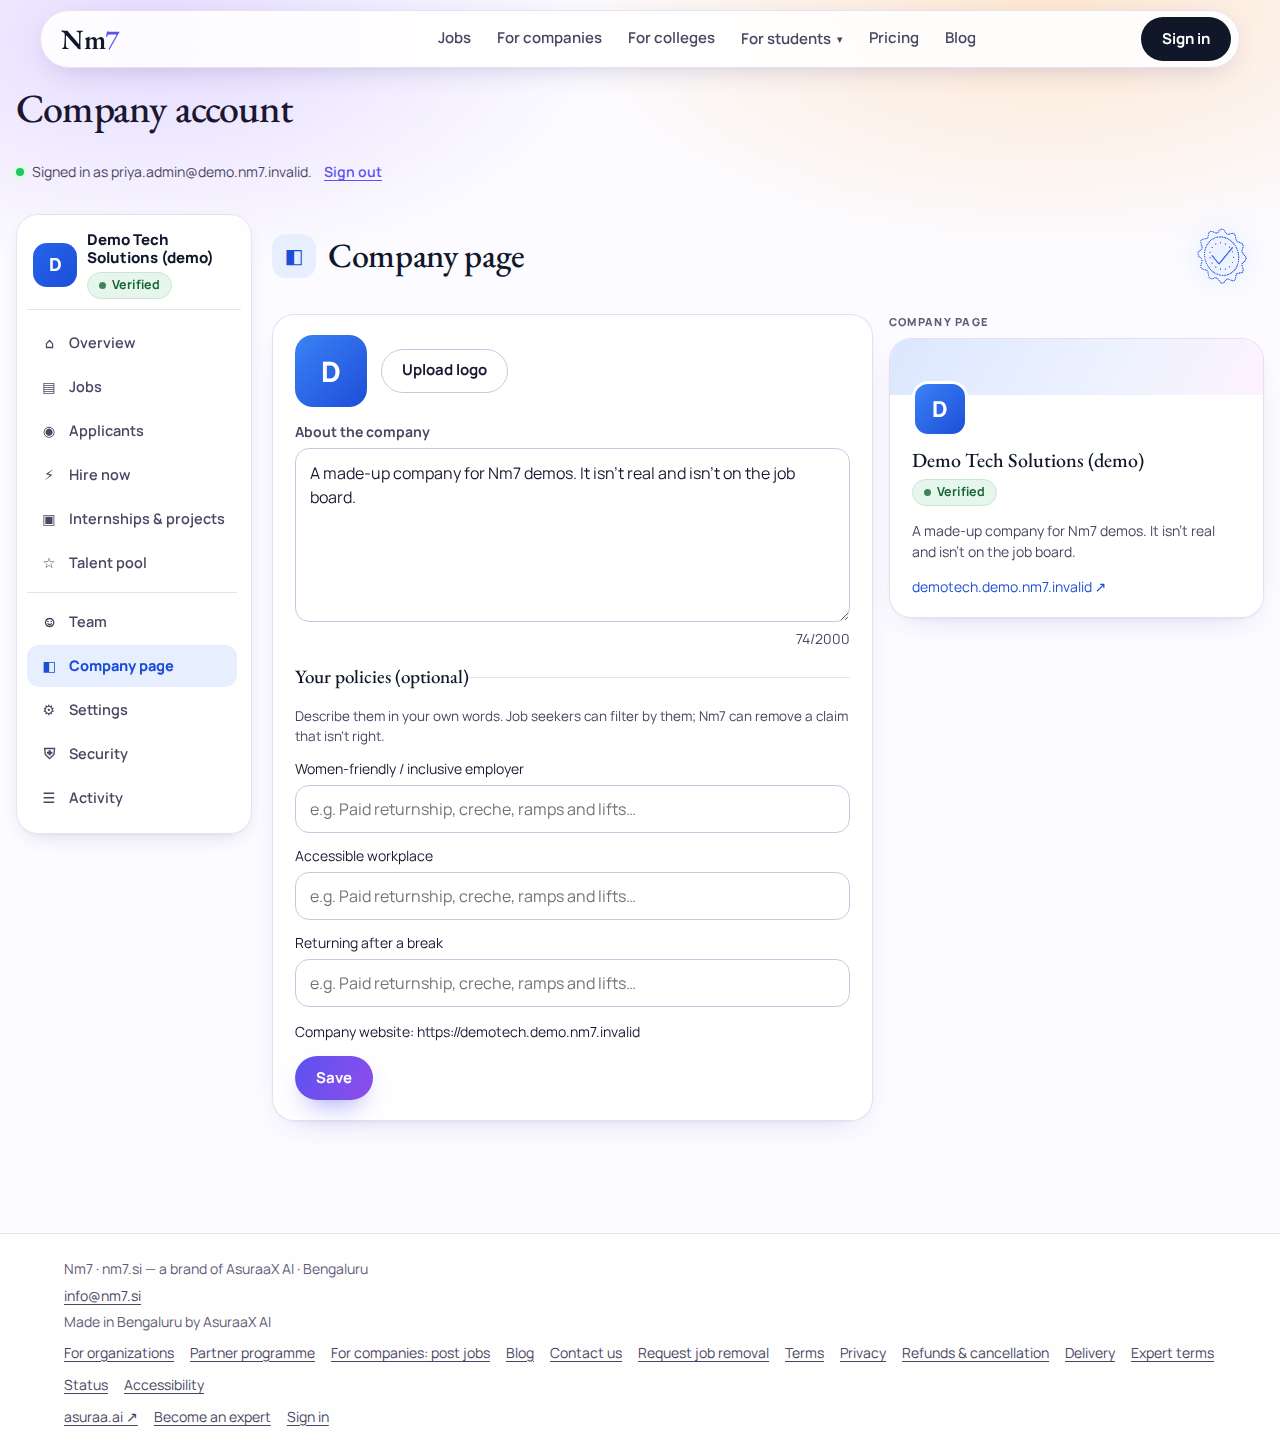 Nm7
Jobs
For companies
For colleges
For students ▾
Pricing
Blog
Sign in
Company account
Signed in as priya.admin@demo.nm7.invalid. Sign out
D
Demo Tech
Solutions (demo)
Verified
Overview
Jobs
Applicants
Hire now
Internships & projects
Talent pool
Team
Company page
Settings
Security
Activity
Company page
D
Upload logo
About the company
A made-up company for Nm7 demos. It isn't real and isn't on the job
board.
74/2000
Your policies (optional)
Describe them in your own words. Job seekers can filter by them; Nm7 can remove a claim
that isn't right.
Women-friendly / inclusive employer
e.g. Paid returnship, creche, ramps and lifts…
Accessible workplace
e.g. Paid returnship, creche, ramps and lifts…
Returning after a break
e.g. Paid returnship, creche, ramps and lifts…
Company website: https://demotech.demo.nm7.invalid
Save
COMPANY PAGE
D
Demo Tech Solutions (demo)
Verified
A made-up company for Nm7 demos. It isn't real
and isn't on the job board.
demotech.demo.nm7.invalid ↗
Nm7 · nm7.si — a brand of AsuraaX AI · Bengaluru
info@nm7.si
Made in Bengaluru by AsuraaX AI
For organizations Partner programme For companies: post jobs Blog Contact us Request job removal Terms Privacy Refunds & cancellation Delivery Expert terms
Status Accessibility
asuraa.ai ↗ Become an expert Sign in